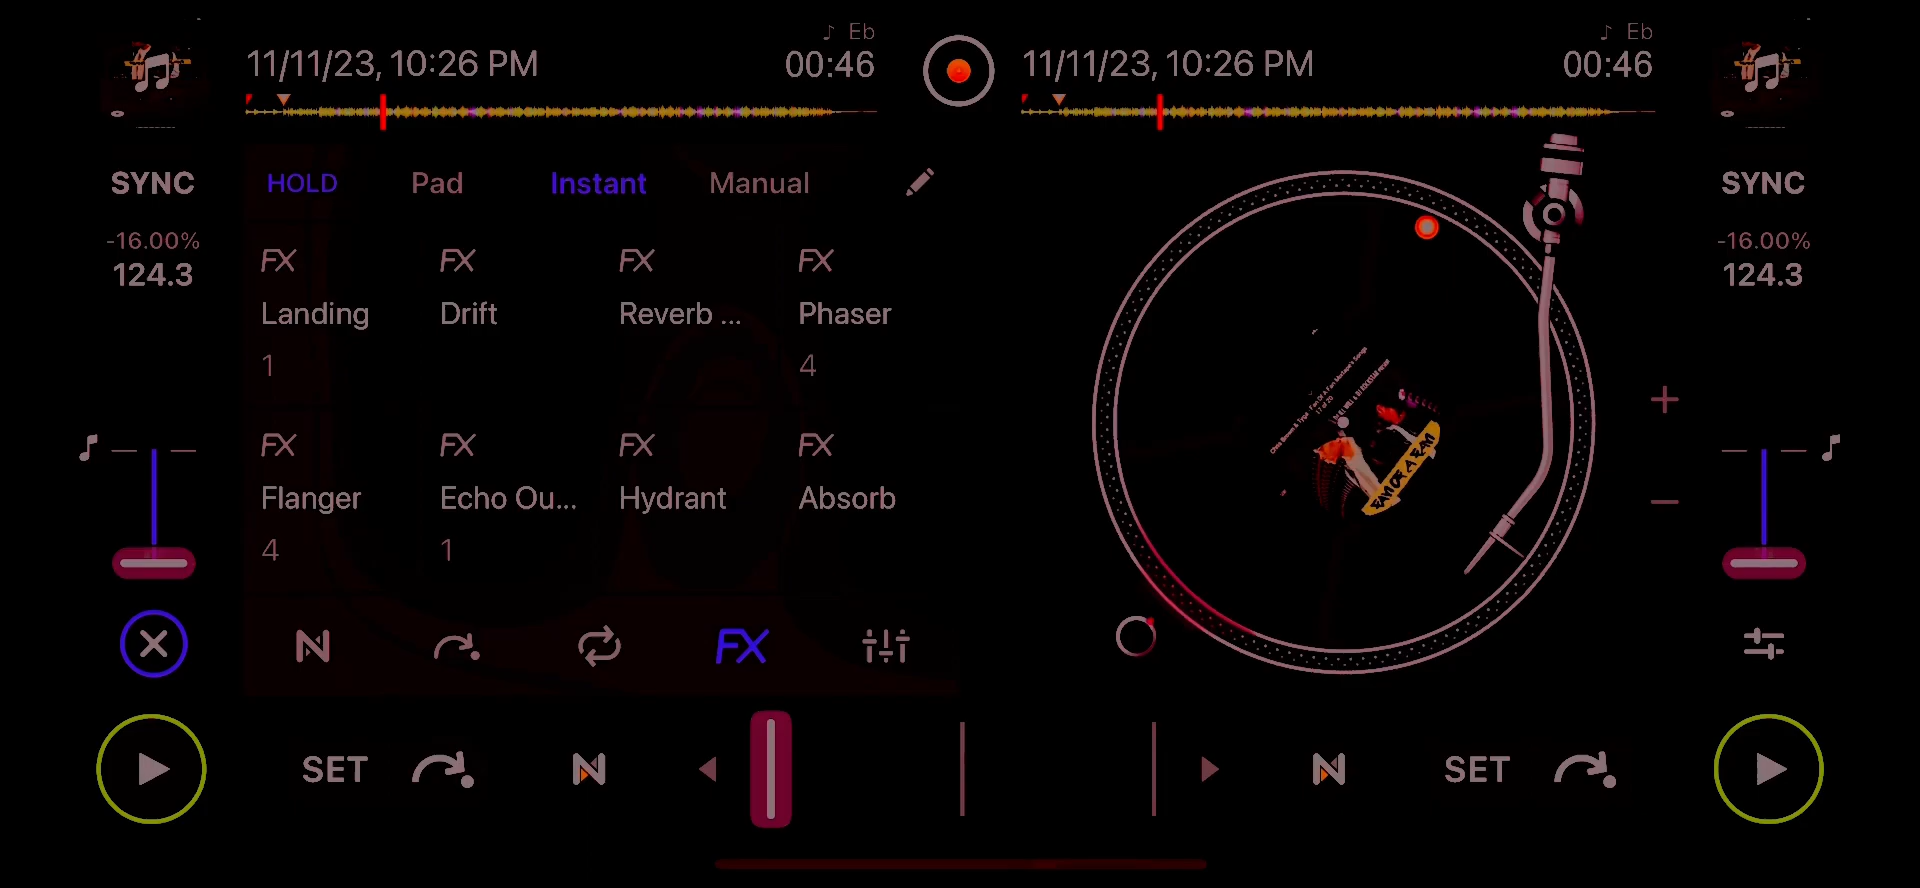 11/11/23, 10:26 PM
Eb
00:46
11/11/23, 10:26 PM
Eb
00:46
SYNC
-16.00%
124.3
HOLD Pad Instant Manual
FX FX FX FX
Landing Drift Reverb ... Phaser
1 4
FX FX FX FX
Flanger Echo Ou... Hydrant Absorb
4 1
FX
SYNC
-16.00%
124.3
SET
SET